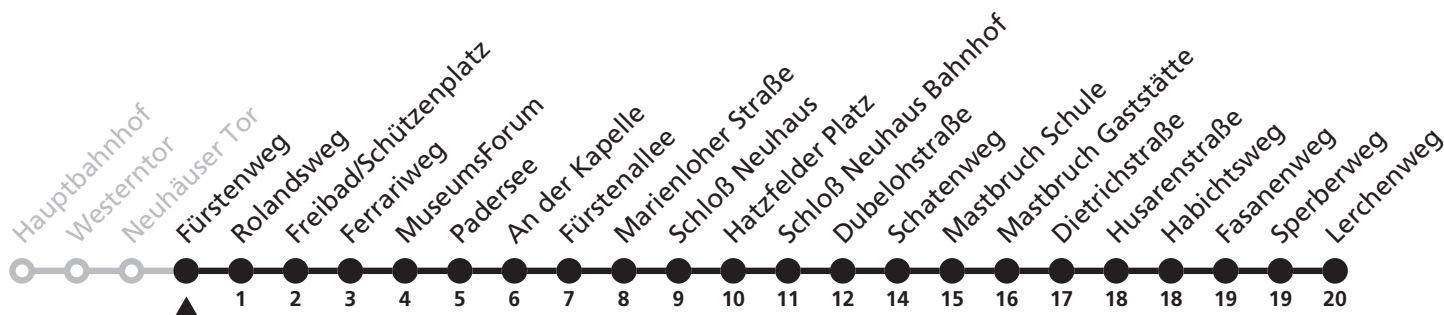 Hauptbahnhof
Westerntor
Neuhäuser Tor
Fürstenweg
Rolandsweg
Freibad/Schützenplatz
Ferrariweg
MuseumsForum
Padersee
An der Kapelle
Fürstenallee
Marienloher Straße
Schloß Neuhaus
Hatzfelder Platz
Schloß Neuhaus Bahnhof
Dubelohstraße
Schatenweg
Mastbruch Schule
Mastbruch Gaststätte
Dietrichstraße
Husarenstraße
Habichtsweg
Fasanenweg
Sperberweg
Lerchenweg
1 2 3 4 5 6 7 8 9 10 11 12 14 15 16 17 18 18 19 19 20